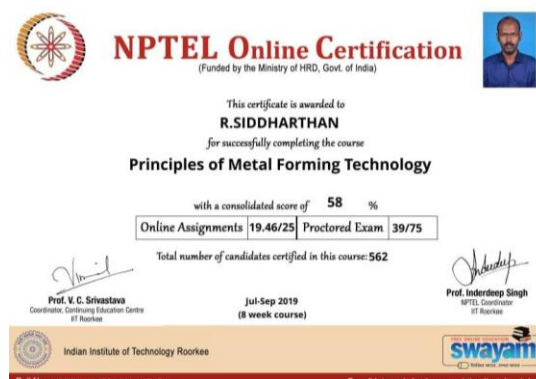 NPTEL Online Certification
(Funded by the Ministry of HRD, Govt. of India)
This certificate is awarded to
R.SIDDHARTHAN
for successfully completing the course
Principles of Metal Forming Technology
with a consolidated score of 58 %
Online Assignments 19.46/25 Proctored Exam 39/75
Total number of candidates certified in this course: 562
Prof. V. C. Srivastava
Coordinator, Continuing Education Centre
IIT Roorkee
Jul-Sep 2019
(8 week course)
Prof. Inderdeep Singh
NPTEL Coordinator
IIT Roorkee
Indian Institute of Technology Roorkee
FREE ONLINE EDUCATION
swayam